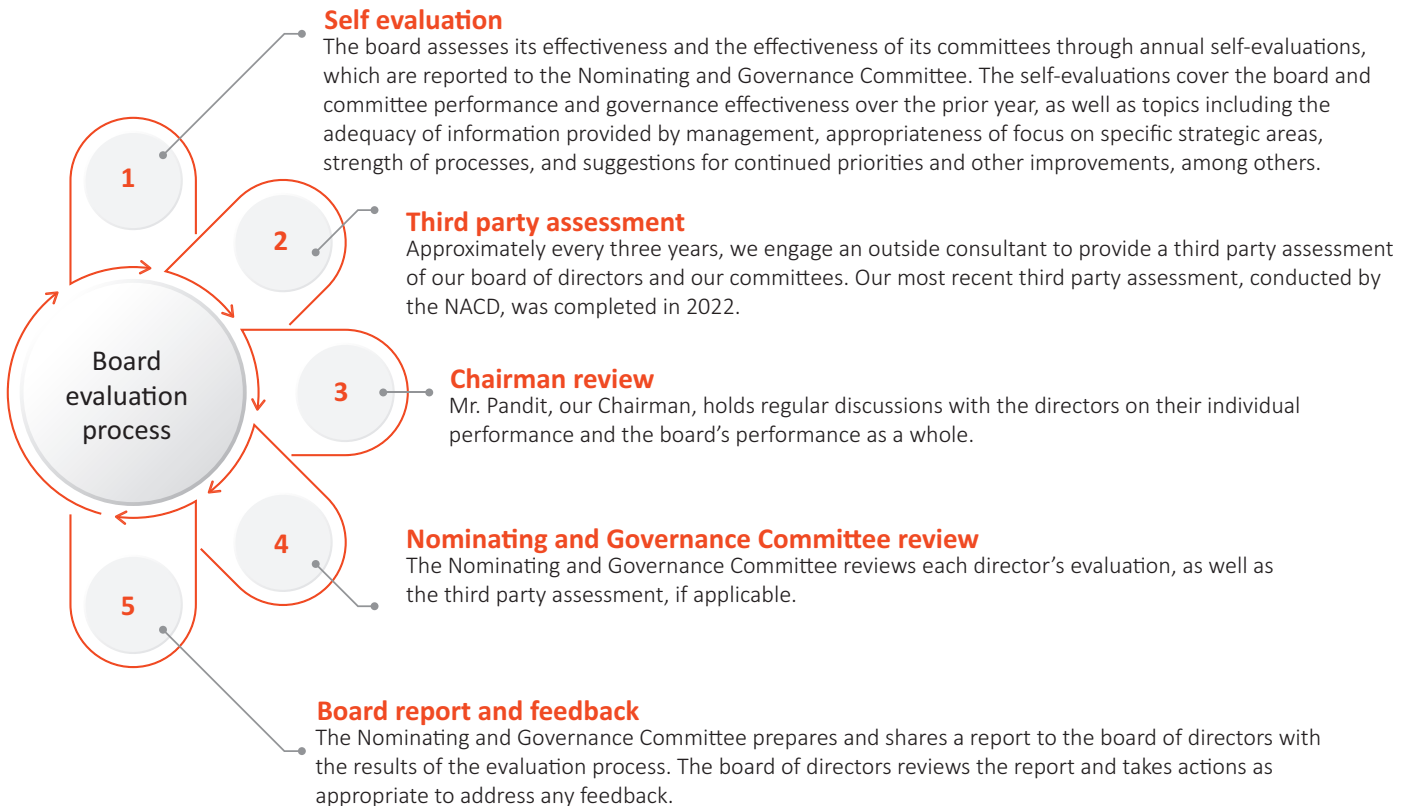 Self evaluation
The board assesses its effectiveness and the effectiveness of its committees through annual self-evaluations,
which are reported to the Nominating and Governance Committee. The self-evaluations cover the board and
committee performance and governance effectiveness over the prior year, as well as topics including the
adequacy of information provided by management, appropriateness of focus on specific strategic areas,
strength of processes, and suggestions for continued priorities and other improvements, among others.
1
2
Third party assessment
Approximately every three years, we engage an outside consultant to provide a third party assessment
of our board of directors and our committees. Our most recent third party assessment, conducted by
the NACD, was completed in 2022.
Board
evaluation
process
3
Chairman review
Mr. Pandit, our Chairman, holds regular discussions with the directors on their individual
performance and the board’s performance as a whole.
4
Nominating and Governance Committee review
The Nominating and Governance Committee reviews each director’s evaluation, as well as
the third party assessment, if applicable.
5
Board report and feedback
The Nominating and Governance Committee prepares and shares a report to the board of directors with
the results of the evaluation process. The board of directors reviews the report and takes actions as
appropriate to address any feedback.